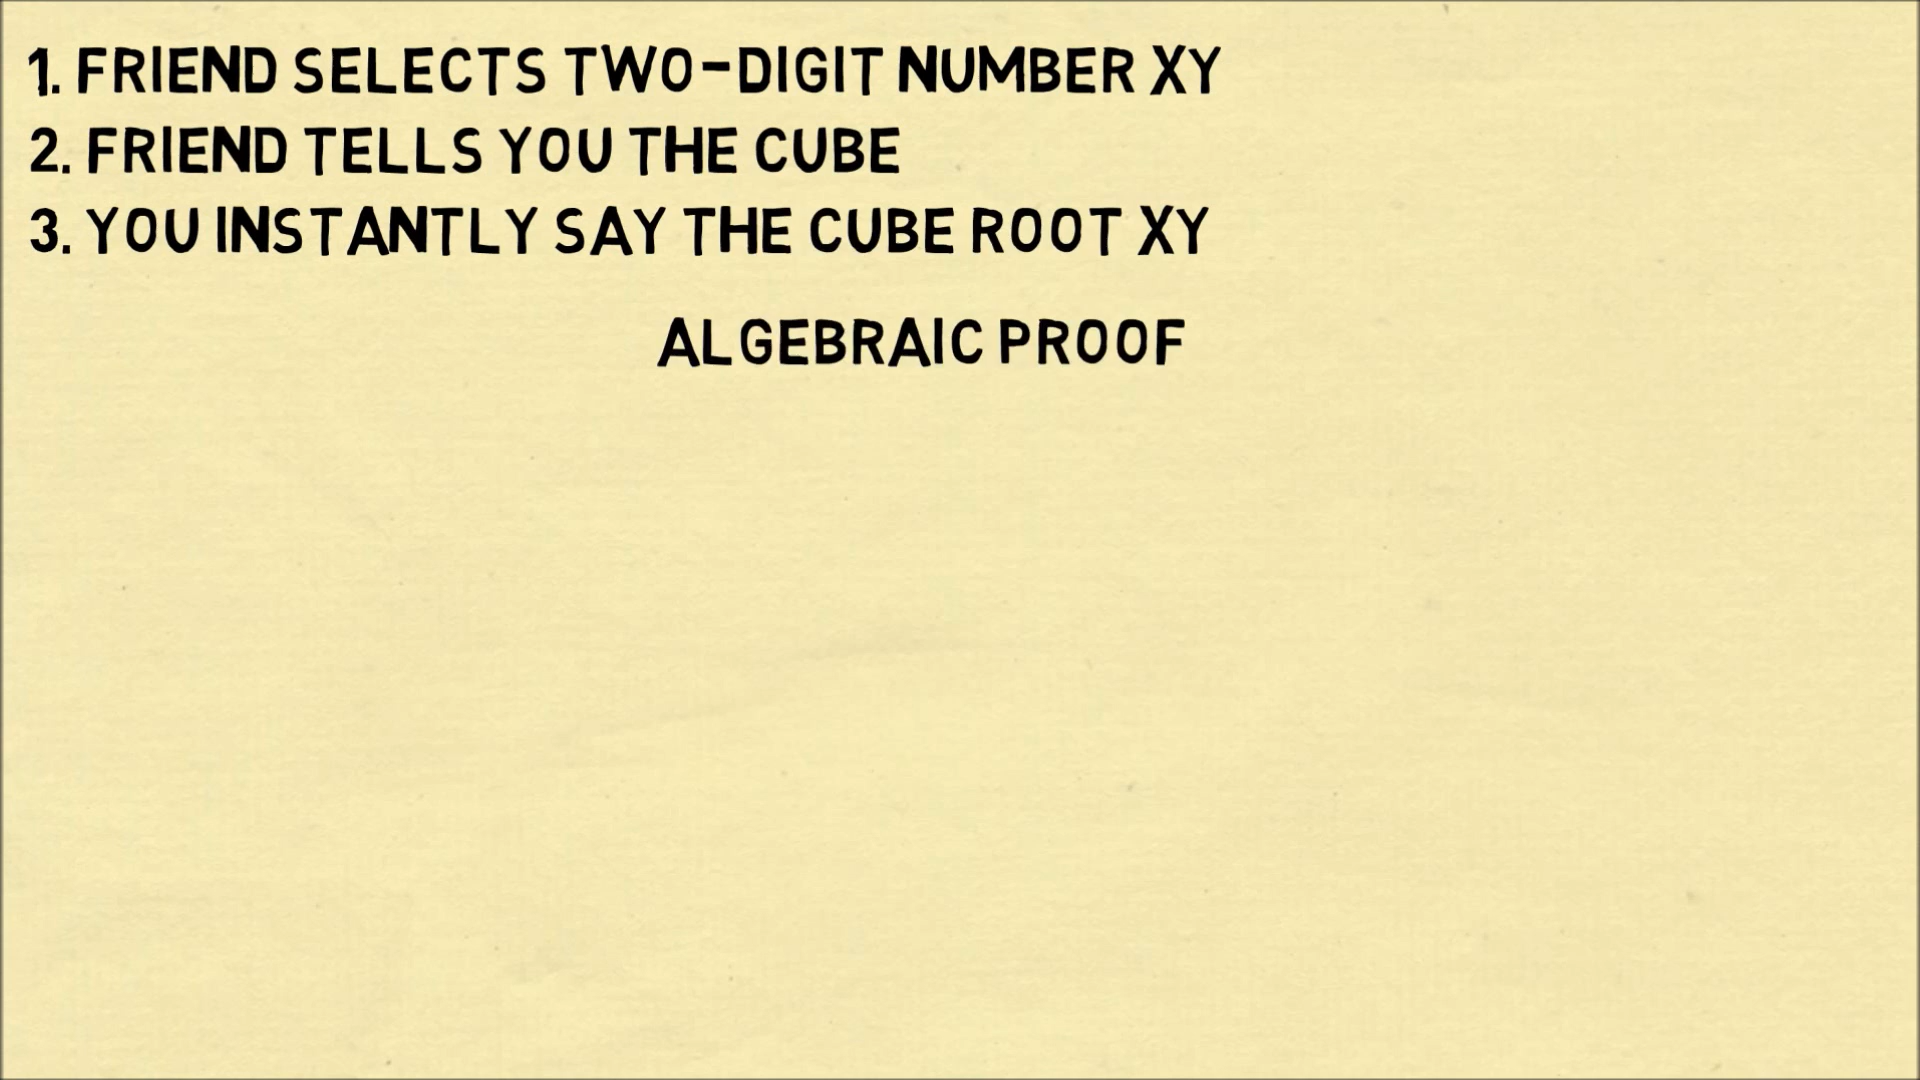 1. FRIEND SELECTS TWO-DIGIT NUMBER XY
2. FRIEND TELLS YOU THE CUBE
3. YOU INSTANTLY SAY THE CUBE ROOT XY
ALGEBRAIC PROOF